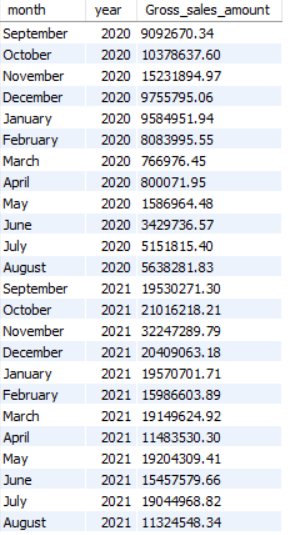 month year Gross_sales_amount
September 2020 9092670.34
October 2020 10378637.60
November 2020 15231894.97
December 2020 9755795.06
January 2020 9584951.94
February 2020 8083995.55
March 2020 766976.45
April 2020 800071.95
May 2020 1586964.48
June 2020 3429736.57
July 2020 5151815.40
August 2020 5638281.83
September 2021 19530271.30
October 2021 21016218.21
November 2021 32247289.79
December 2021 20409063.18
January 2021 19570701.71
February 2021 15986603.89
March 2021 19149624.92
April 2021 11483530.30
May 2021 19204309.41
June 2021 15457579.66
July 2021 19044968.82
August 2021 11324548.34